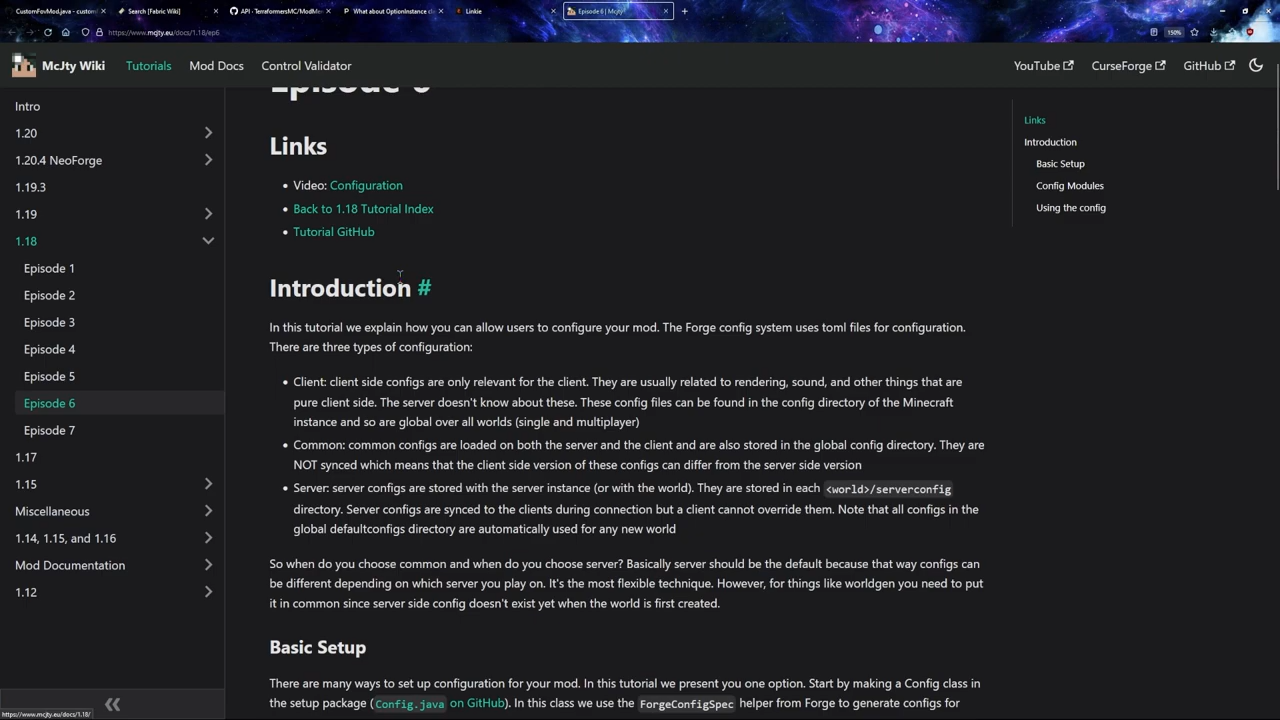 CustomFovMod.java - custom
Search [Fabric Wiki]
API · TerraformersMC/ModMe
What about OptionInstance cl
Linkie
Episode 6 | McJty
https://www.mcjty.eu/docs/1.18/ep6
150%
McJty Wiki
Tutorials
Mod Docs
Control Validator
YouTube
CurseForge
GitHub
Intro
1.20
1.20.4 NeoForge
1.19.3
1.19
1.18
Episode 1
Episode 2
Episode 3
Episode 4
Episode 5
Episode 6
Episode 7
1.17
1.15
Miscellaneous
1.14, 1.15, and 1.16
Mod Documentation
1.12
https://www.mcjty.eu/docs/1.18/
Episode 6
Links
Video: Configuration
Back to 1.18 Tutorial Index
Tutorial GitHub
Introduction #
In this tutorial we explain how you can allow users to configure your mod. The Forge config system uses toml files for configuration.
There are three types of configuration:
Client: client side configs are only relevant for the client. They are usually related to rendering, sound, and other things that are
pure client side. The server doesn't know about these. These config files can be found in the config directory of the Minecraft
instance and so are global over all worlds (single and multiplayer)
Common: common configs are loaded on both the server and the client and are also stored in the global config directory. They are
NOT synced which means that the client side version of these configs can differ from the server side version
Server: server configs are stored with the server instance (or with the world). They are stored in each <world>/serverconfig
directory. Server configs are synced to the clients during connection but a client cannot override them. Note that all configs in the
global defaultconfigs directory are automatically used for any new world
So when do you choose common and when do you choose server? Basically server should be the default because that way configs can
be different depending on which server you play on. It's the most flexible technique. However, for things like worldgen you need to put
it in common since server side config doesn't exist yet when the world is first created.
Basic Setup
There are many ways to set up configuration for your mod. In this tutorial we present you one option. Start by making a Config class in
the setup package (Config.java on GitHub). In this class we use the ForgeConfigSpec helper from Forge to generate configs for
Links
Introduction
Basic Setup
Config Modules
Using the config